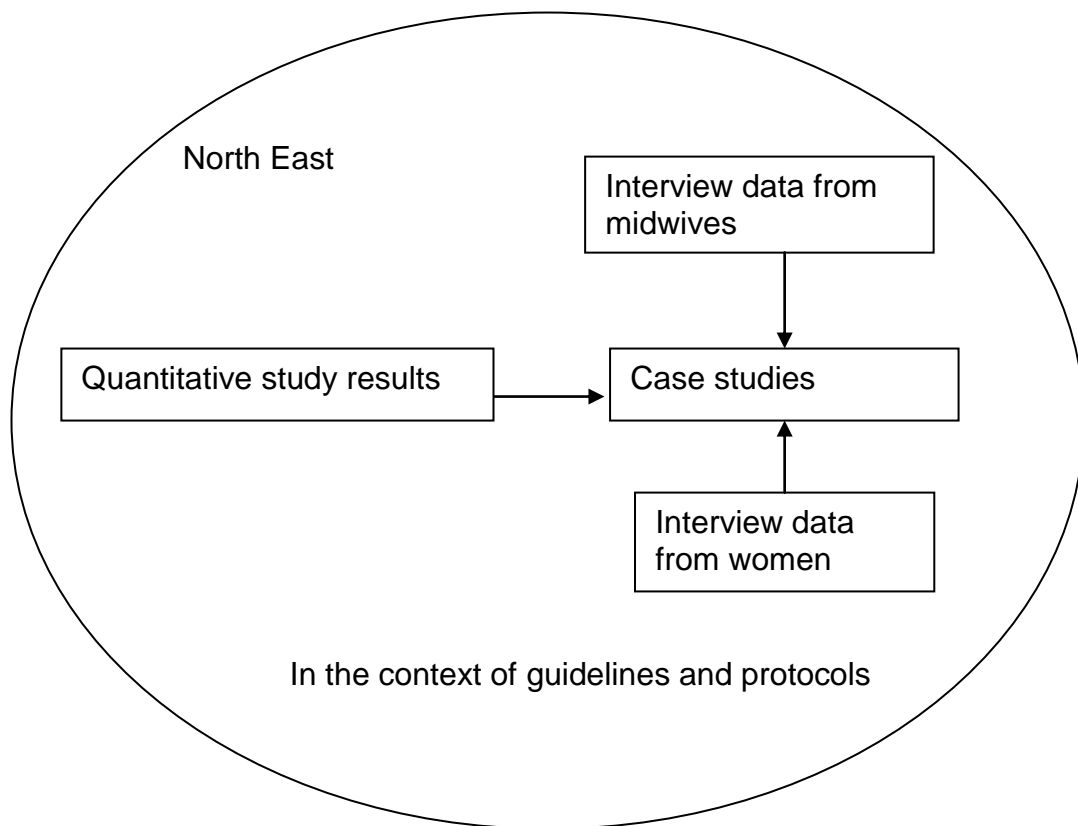 North East
Interview data from
midwives
Quantitative study results
Case studies
Interview data
from women
In the context of guidelines and protocols